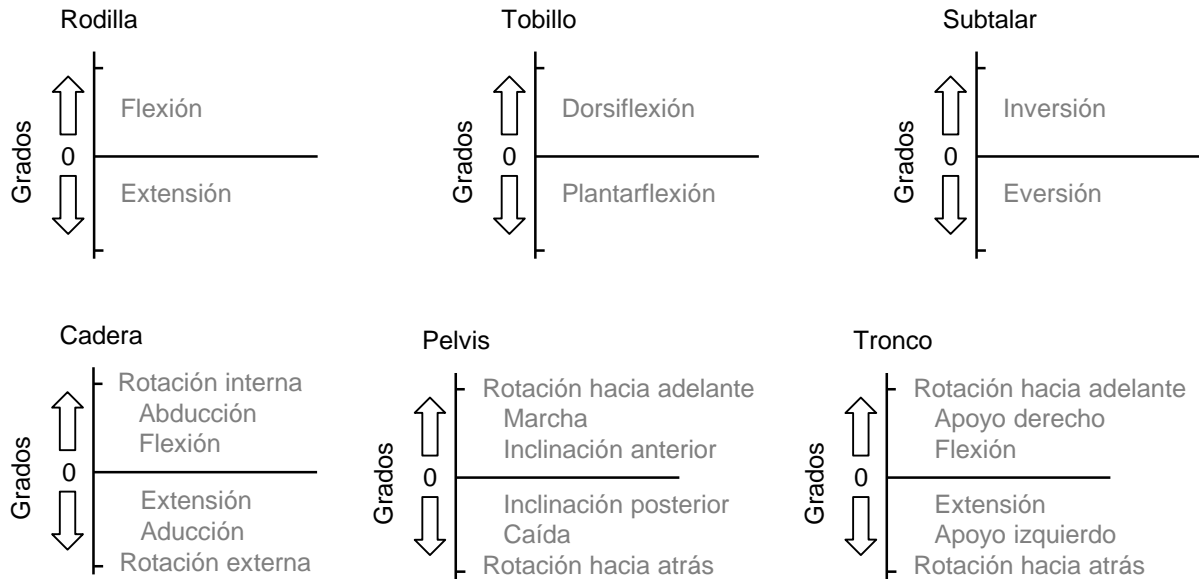 Rodilla
Grados
0
Flexión
Extensión
Tobillo
Grados
0
Dorsiflexión
Plantarflexión
Subtalar
Grados
0
Inversión
Eversión
Cadera
Grados
0
Rotación interna
Abducción
Flexión
Extensión
Aducción
Rotación externa
Pelvis
Grados
0
Rotación hacia adelante
Marcha
Inclinación anterior
Inclinación posterior
Caída
Rotación hacia atrás
Tronco
Grados
0
Rotación hacia adelante
Apoyo derecho
Flexión
Extensión
Apoyo izquierdo
Rotación hacia atrás